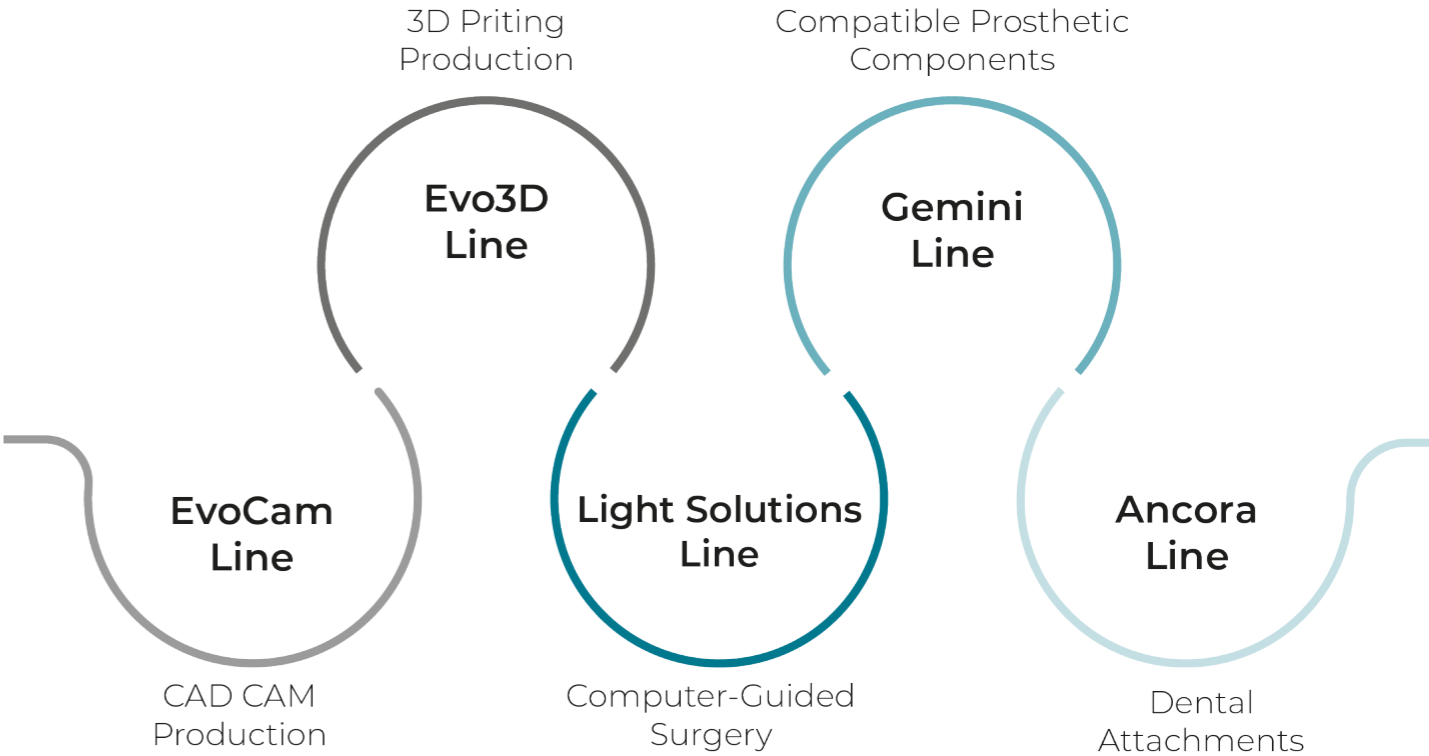 3D Priting
Production
Compatible Prosthetic
Components
Evo3D
Line
Gemini
Line
EvoCam
Line
Light Solutions
Line
Ancora
Line
CAD CAM
Production
Computer-Guided
Surgery
Dental
Attachments